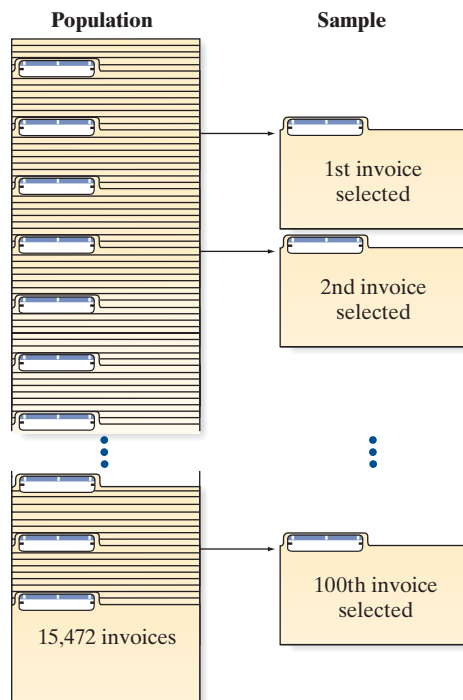 Population
Sample
1st invoice
selected
2nd invoice
selected
100th invoice
selected
15,472 invoices